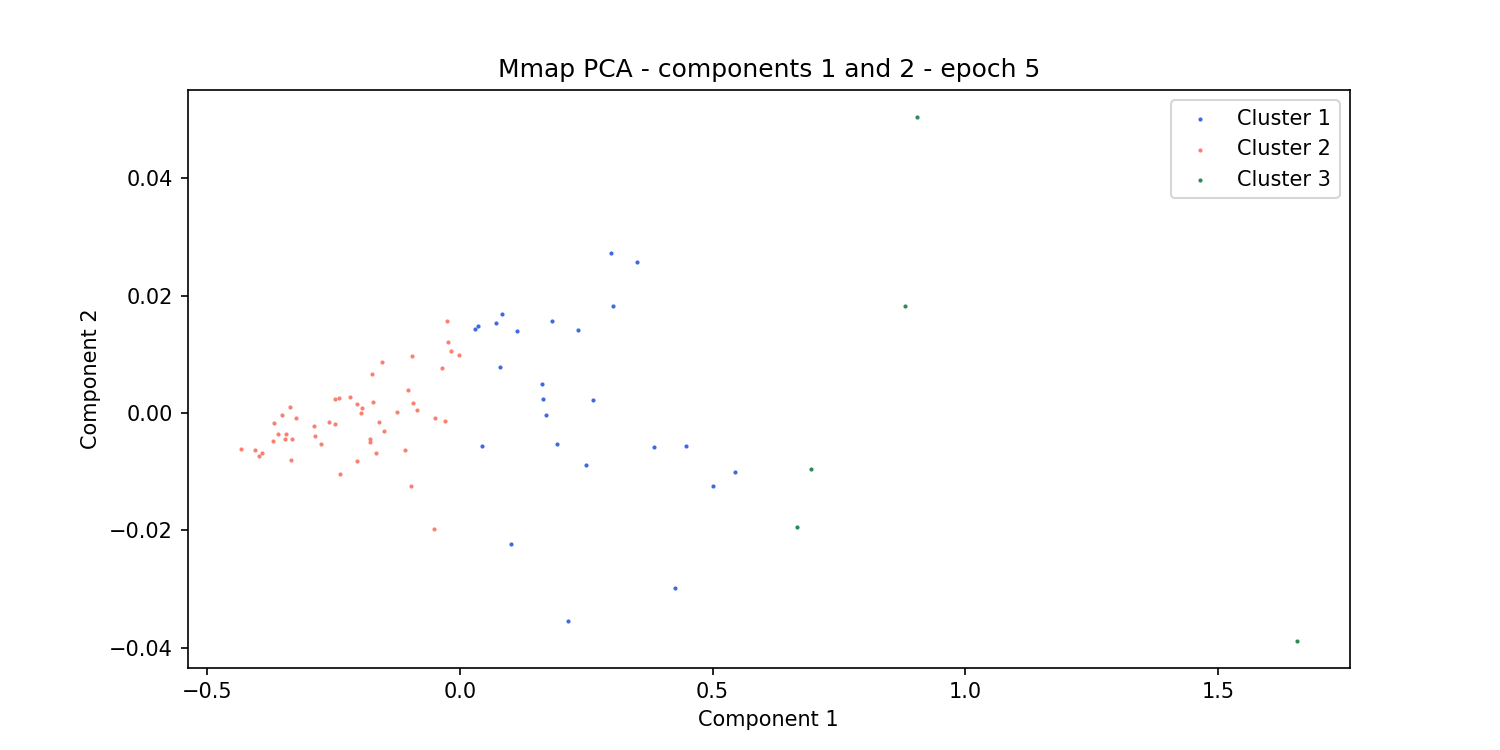 Mmap PCA - components 1 and 2 - epoch 5
Cluster 1
Cluster 2
Cluster 3
Component 2
0.04
0.02
0.00
−0.02
−0.04
−0.5
0.0
0.5
1.0
1.5
Component 1